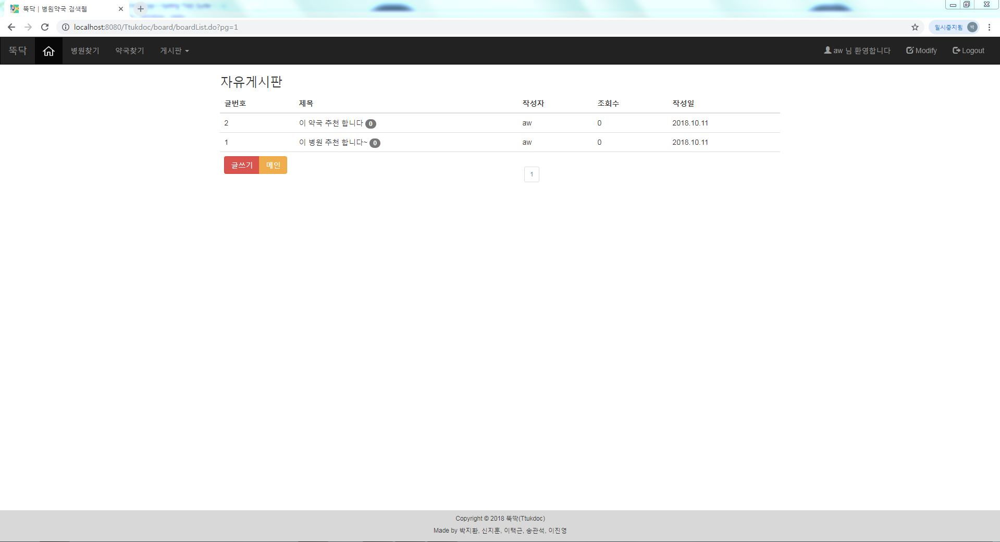 뚝닥 | 병원약국 검색웹
localhost:8080/Ttukdoc/board/boardList.do?pg=1
일시중지됨 박
뚝닥 병원찾기 약국찾기 게시판 aw 님 환영합니다 Modify Logout
자유게시판
글번호 제목 작성자 조회수 작성일
2 이 약국 추천 합니다 0 aw 0 2018.10.11
1 이 병원 추천 합니다~ 0 aw 0 2018.10.11
글쓰기 메인
1
Copyright © 2018 뚝딱(Ttukdoc)
Made by 박지환, 신지훈, 이택근, 송관석, 이진영